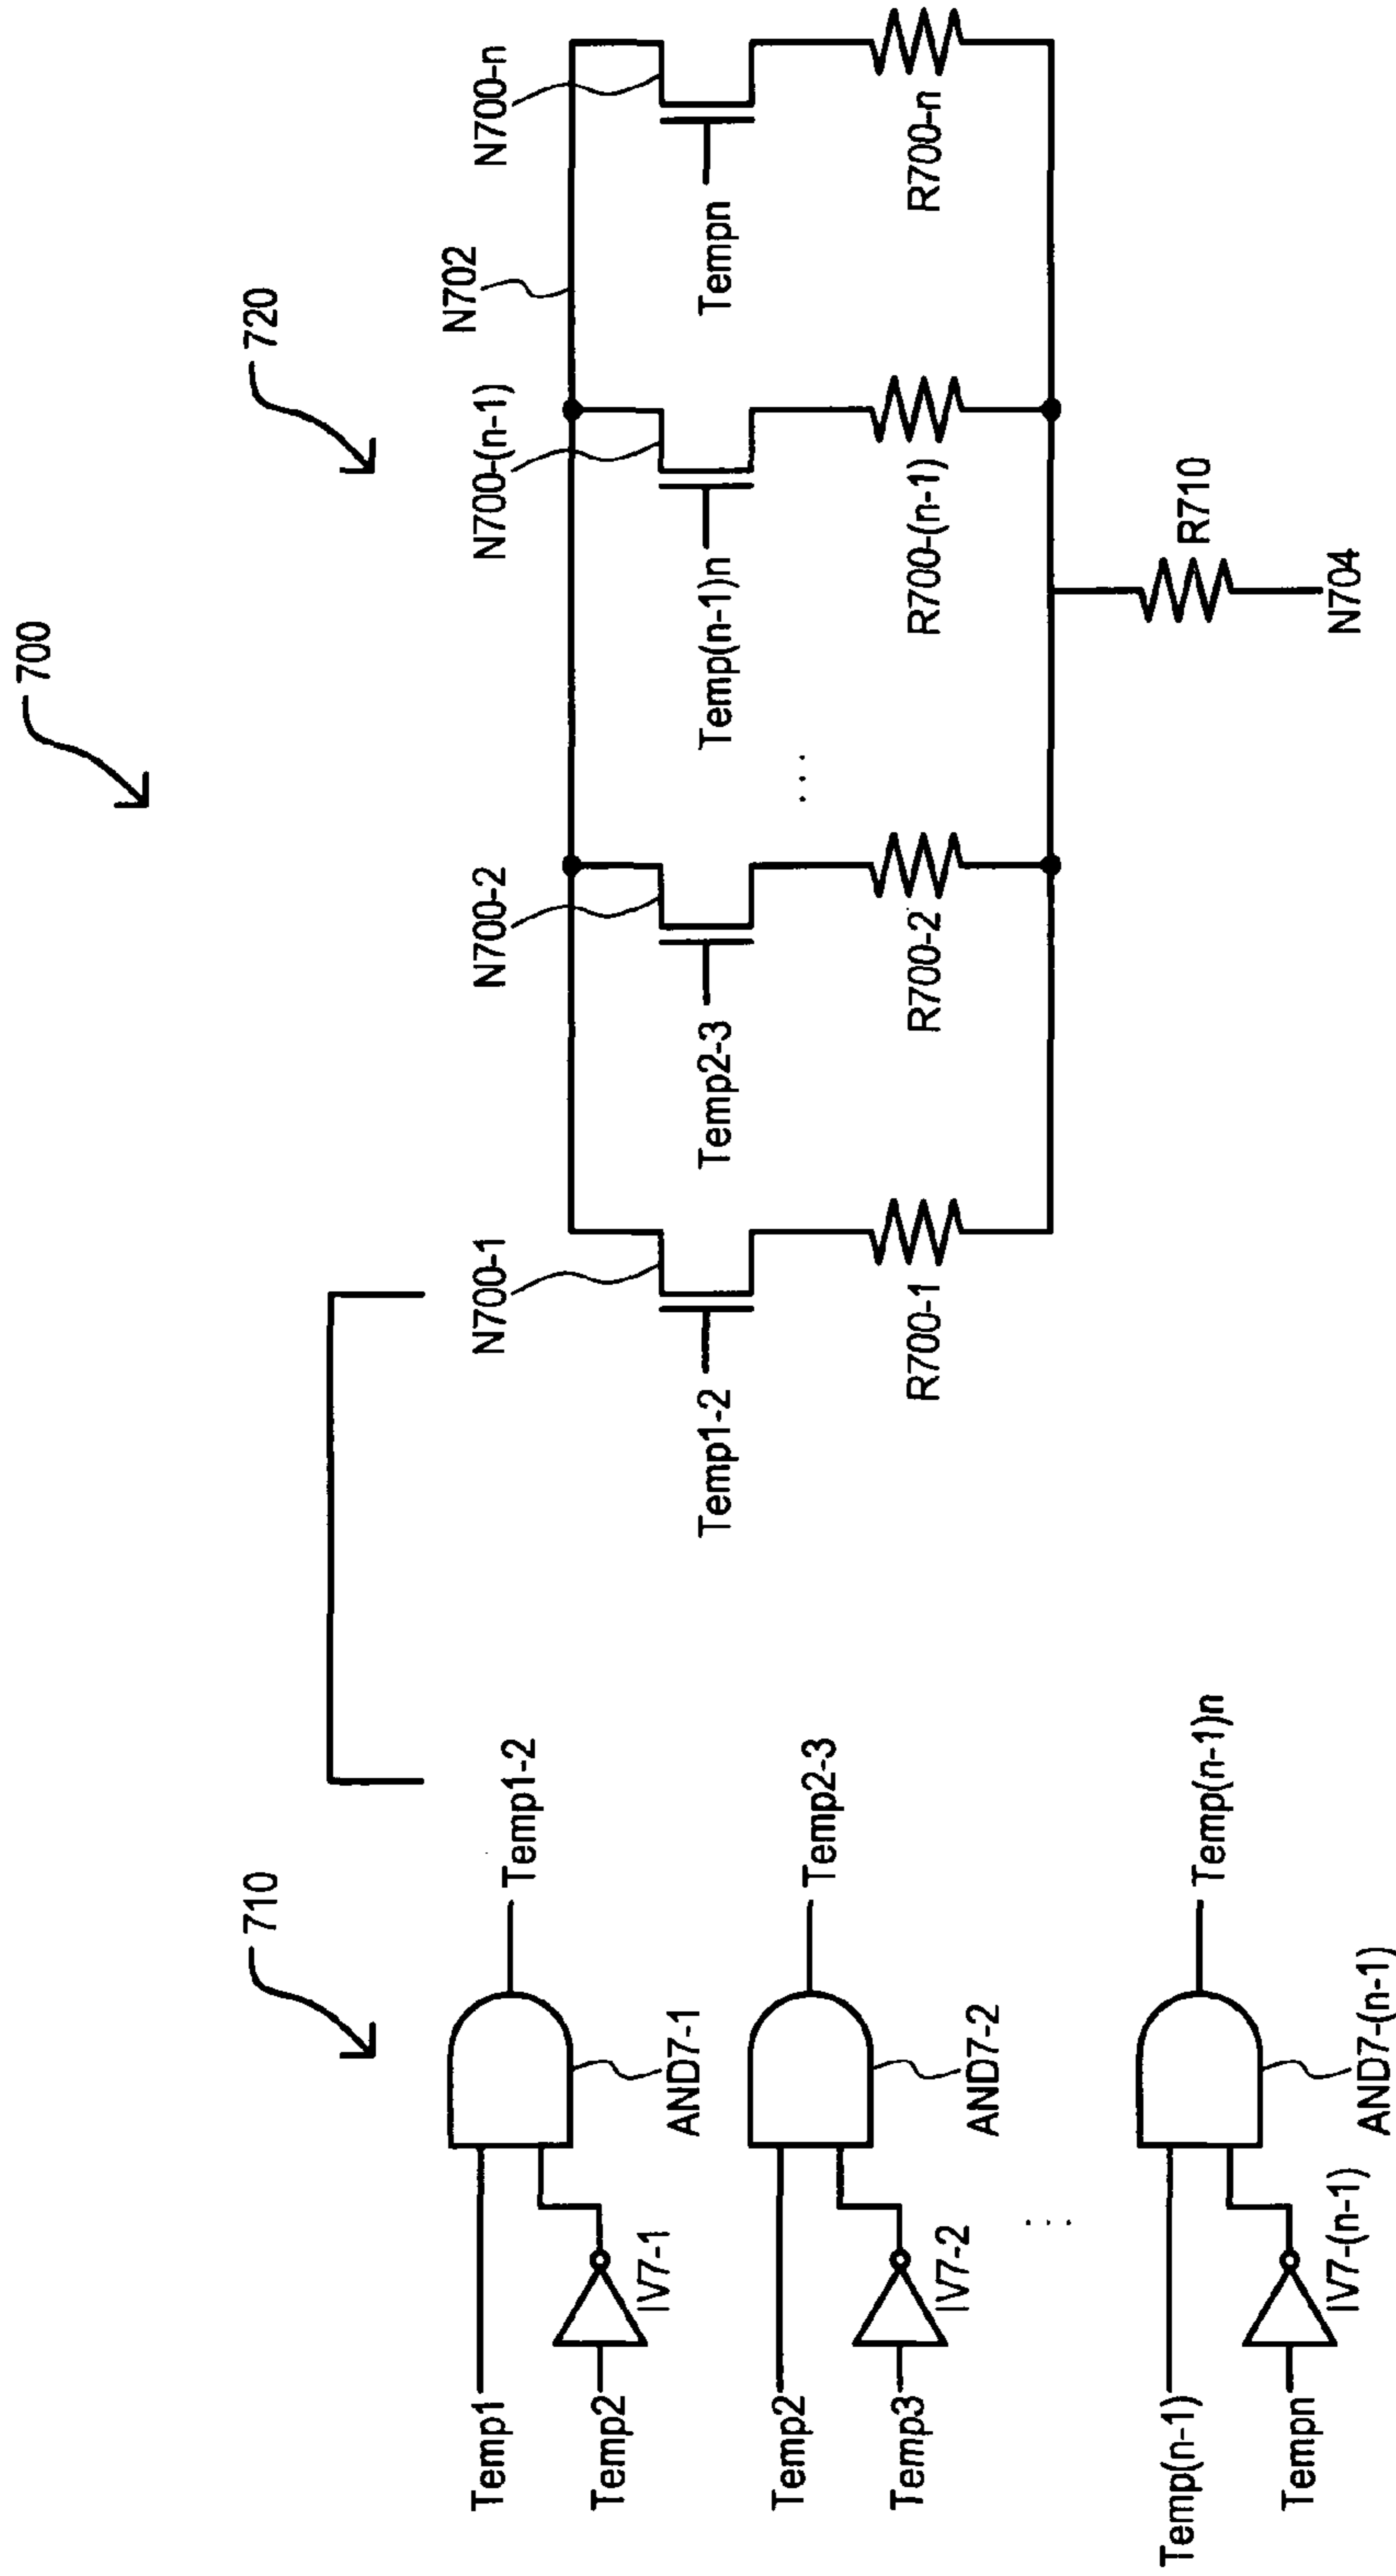 700
710
Temp1
Temp2
IV7-1
AND7-1
Temp1-2
Temp2
Temp3
IV7-2
AND7-2
Temp2-3
...
Temp(n-1)
Tempn
IV7-(n-1)
AND7-(n-1)
Temp(n-1)n
720
N702
N700-1
N700-2
N700-(n-1)
N700-n
Temp1-2
Temp2-3
...
Temp(n-1)n
Tempn
R700-1
R700-2
R700-(n-1)
R700-n
R710
N704